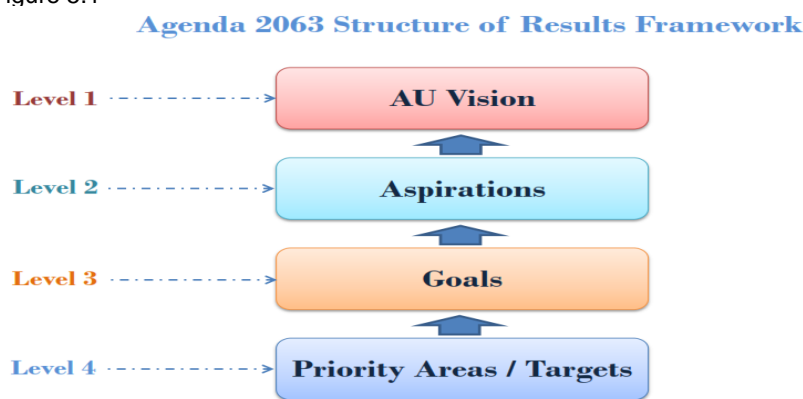 Agenda 2063 Structure of Results Framework
Level 1 AU Vision
Level 2 Aspirations
Level 3 Goals
Level 4 Priority Areas / Targets